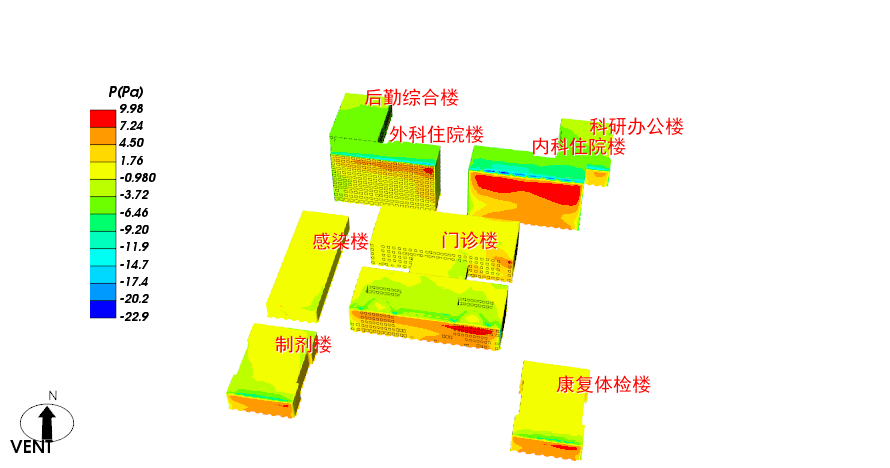 P(Pa)
9.98
7.24
4.50
1.76
-0.980
-3.72
-6.46
-9.20
-11.9
-14.7
-17.4
-20.2
-22.9
后勤综合楼
外科住院楼
科研办公楼
内科住院楼
感染楼
门诊楼
制剂楼
康复体检楼
N
VENT